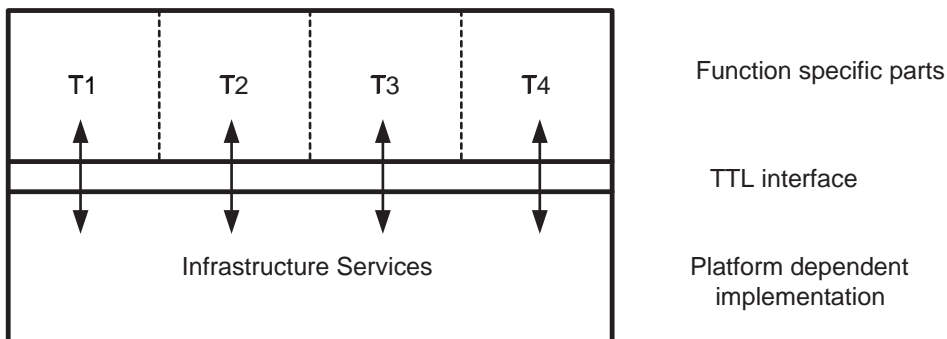 T1 T2 T3 T4
Function specific parts
TTL interface
Infrastructure Services
Platform dependent
implementation